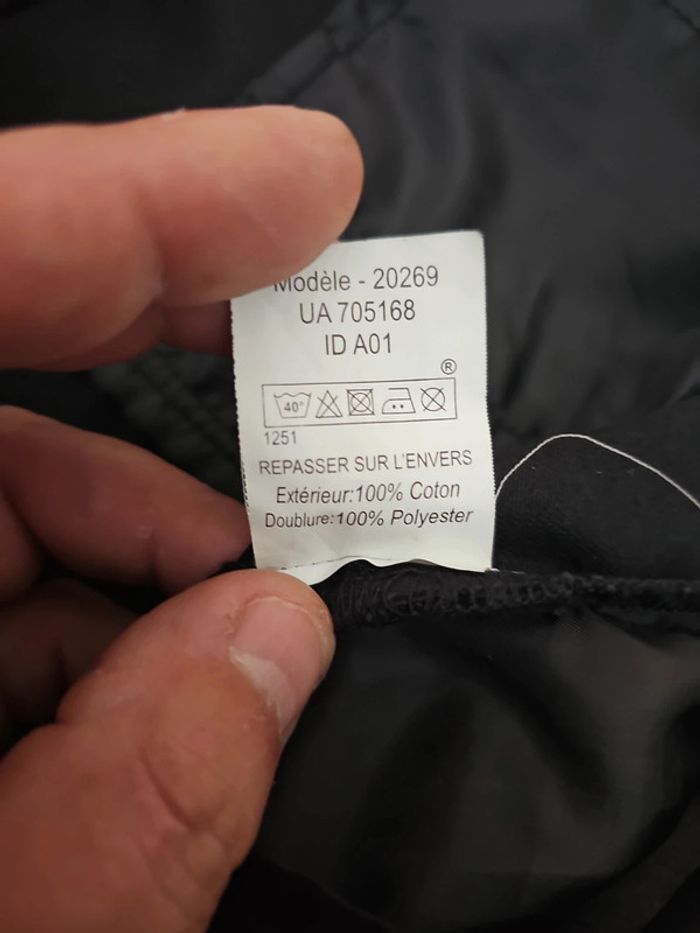 Modèle - 20269
UA 705168
ID A01
®
40°
1251
REPASSER SUR L'ENVERS
Extérieur:100% Coton
Doublure:100% Polyester